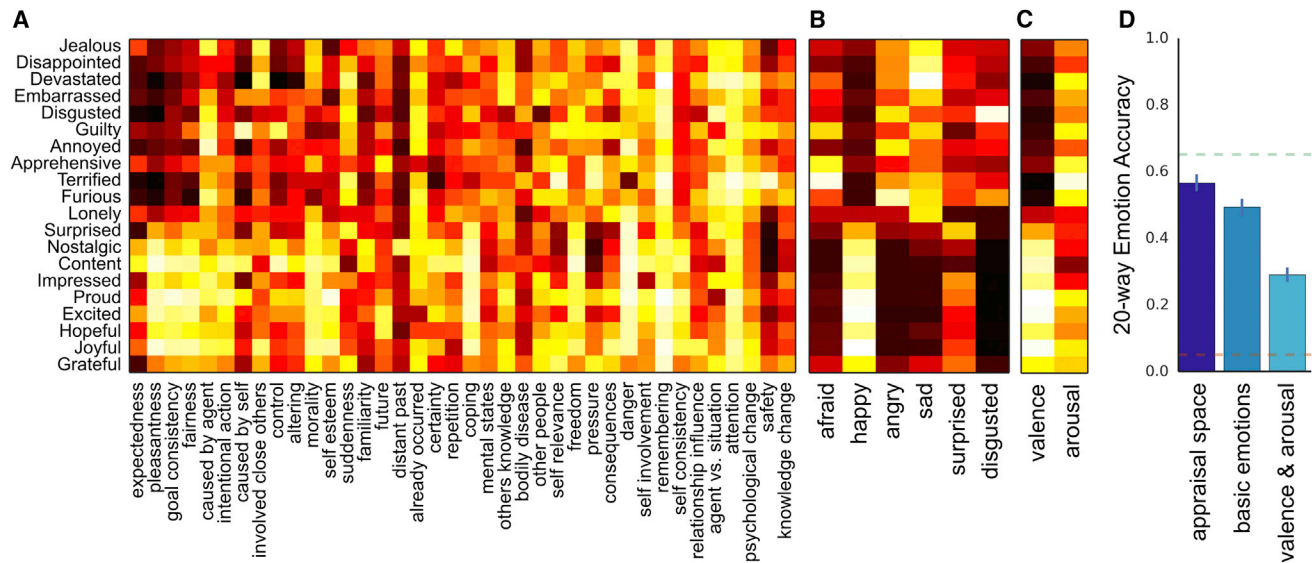 A
B
C
D
Jealous
Disappointed
Devastated
Embarrassed
Disgusted
Guilty
Annoyed
Apprehensive
Terrified
Furious
Lonely
Surprised
Nostalgic
Content
Impressed
Proud
Excited
Hopeful
Joyful
Grateful
expectedness
pleasantness
goal consistency
fairness
caused by agent
intentional action
caused by self
involved close others
control
altering
morality
self esteem
suddenness
familiarity
future
distant past
already occurred
certainty
repetition
coping
mental states
others knowledge
bodily disease
other people
self relevance
freedom
pressure
consequences
danger
self involvement
remembering
self consistency
relationship influence
agent vs. situation
attention
psychological change
safety
knowledge change
afraid
happy
angry
sad
surprised
disgusted
valence
arousal
20-way Emotion Accuracy
1.0
0.8
0.6
0.4
0.2
0.0
appraisal space
basic emotions
valence & arousal